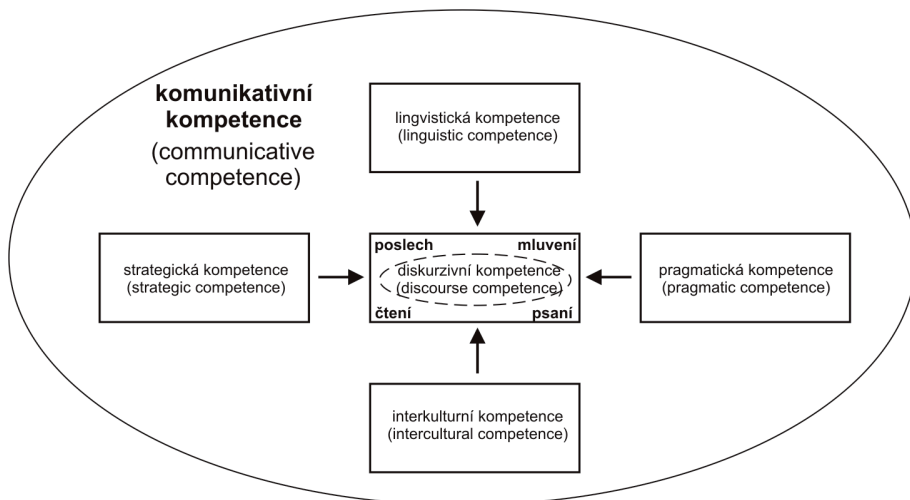 komunikativní
kompetence
(communicative
competence)
lingvistická kompetence
(linguistic competence)
strategická kompetence
(strategic competence)
poslech
mluvení
diskurzivní kompetence
(discourse competence)
čtení
psaní
pragmatická kompetence
(pragmatic competence)
interkulturní kompetence
(intercultural competence)